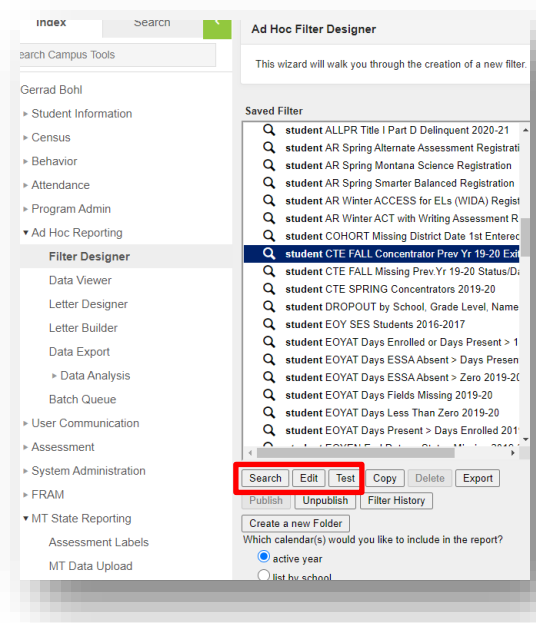 Index Search
earch Campus Tools
Gerrad Bohl
Student Information
Census
Behavior
Attendance
Program Admin
Ad Hoc Reporting
Filter Designer
Data Viewer
Letter Designer
Letter Builder
Data Export
Data Analysis
Batch Queue
User Communication
Assessment
System Administration
FRAM
MT State Reporting
Assessment Labels
MT Data Upload
Ad Hoc Filter Designer
This wizard will walk you through the creation of a new filter.
Saved Filter
student ALLPR Title I Part D Delinquent 2020-21
student AR Spring Alternate Assessment Registrati
student AR Spring Montana Science Registration
student AR Spring Smarter Balanced Registration
student AR Winter ACCESS for ELs (WIDA) Regist
student AR Winter ACT with Writing Assessment R
student COHORT Missing District Date 1st Enterec
student CTE FALL Concentrator Prev Yr 19-20 Exi
student CTE FALL Missing Prev.Yr 19-20 Status/Da
student CTE SPRING Concentrators 2019-20
student DROPOUT by School, Grade Level, Name
student EOY SES Students 2016-2017
student EOYAT Days Enrolled or Days Present > 1
student EOYAT Days ESSA Absent > Days Presen
student EOYAT Days ESSA Absent > Zero 2019-20
student EOYAT Days Fields Missing 2019-20
student EOYAT Days Less Than Zero 2019-20
student EOYAT Days Present > Days Enrolled 201
Search Edit Test Copy Delete Export
Publish Unpublish Filter History
Create a new Folder
Which calendar(s) would you like to include in the report?
active year
list by school